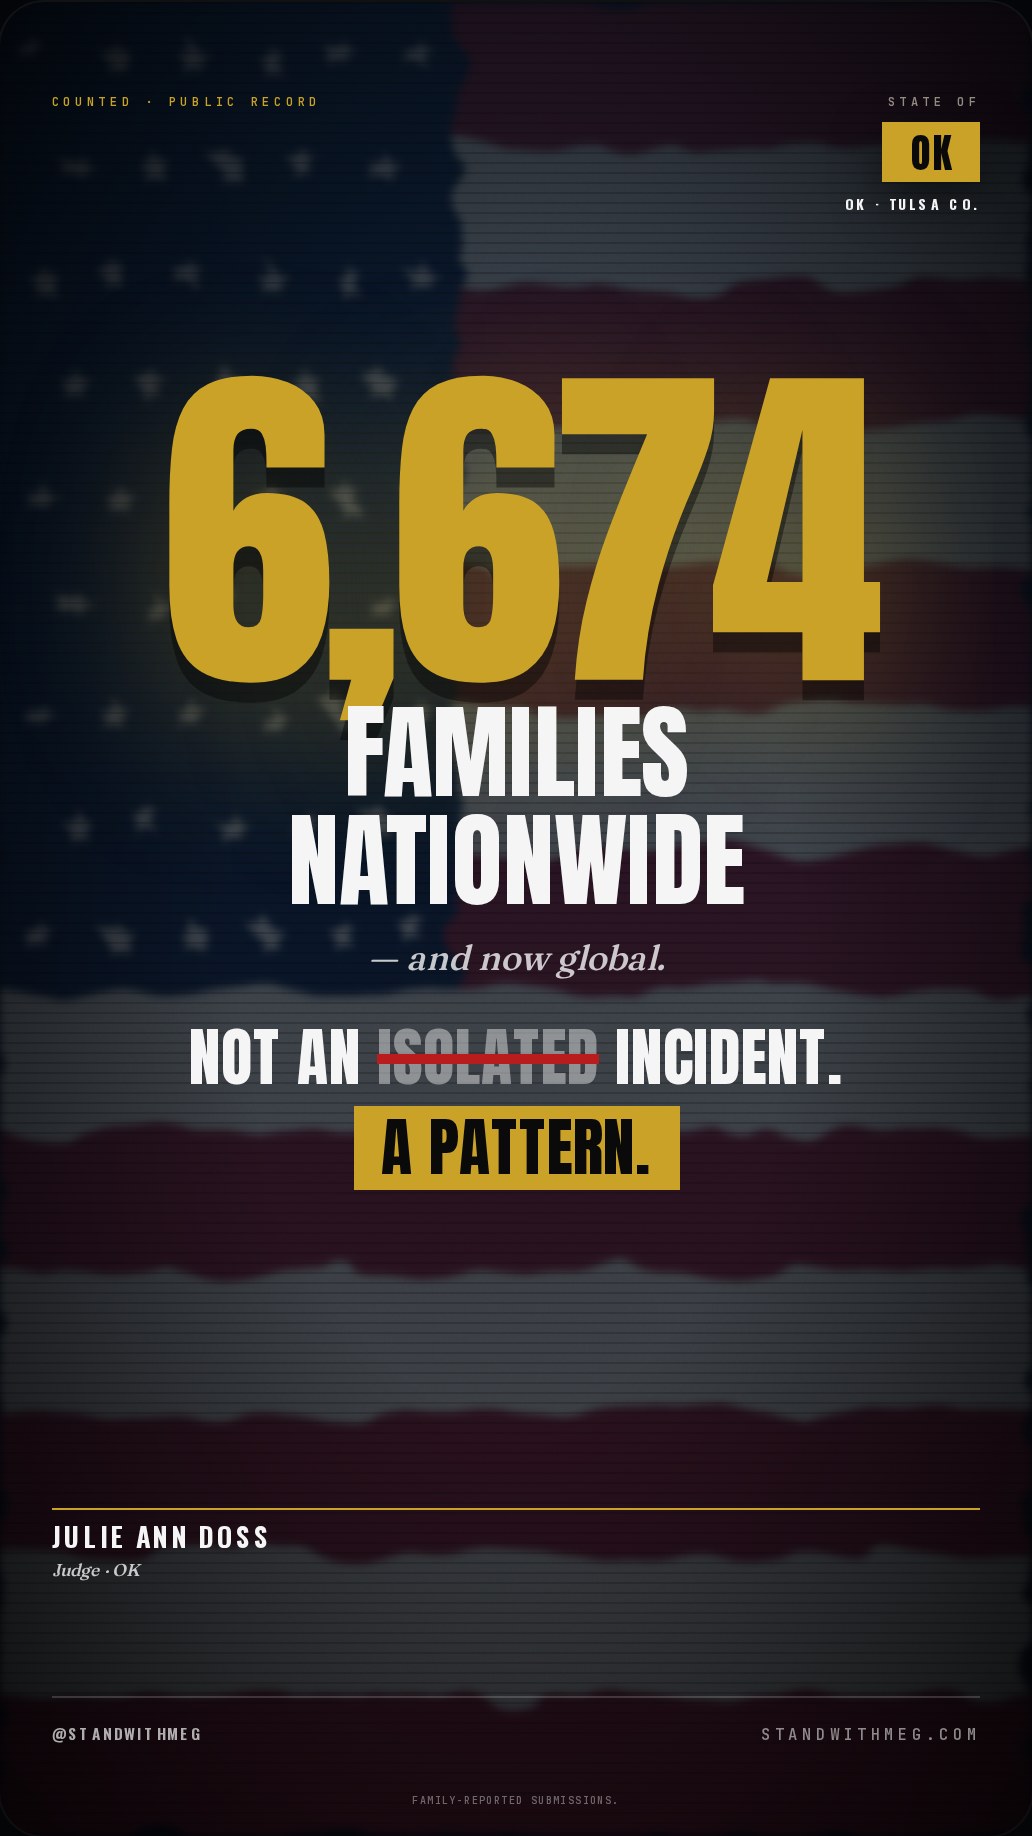 COUNTED · PUBLIC RECORD
STATE OF
OK
OK · TULSA CO.
6,674
FAMILIES
NATIONWIDE
— and now global.
NOT AN ISOLATED INCIDENT.
A PATTERN.
JULIE ANN DOSS
Judge · OK
@STANDWITHMEG
STANDWITHMEG.COM
FAMILY-REPORTED SUBMISSIONS.